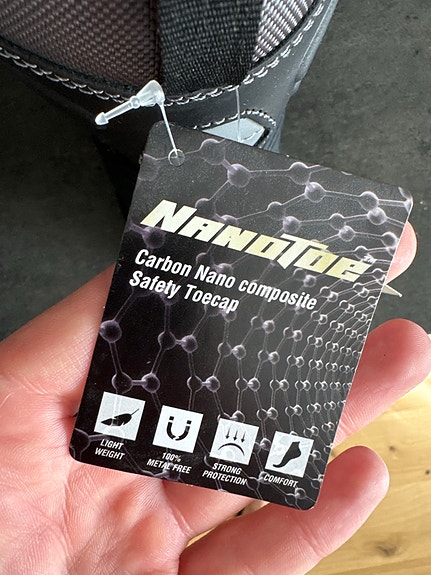 NANOTOE
Carbon Nano composite
Safety Toecap
LIGHT
WEIGHT
100%
METAL FREE
STRONG
PROTECTION
COMFORT